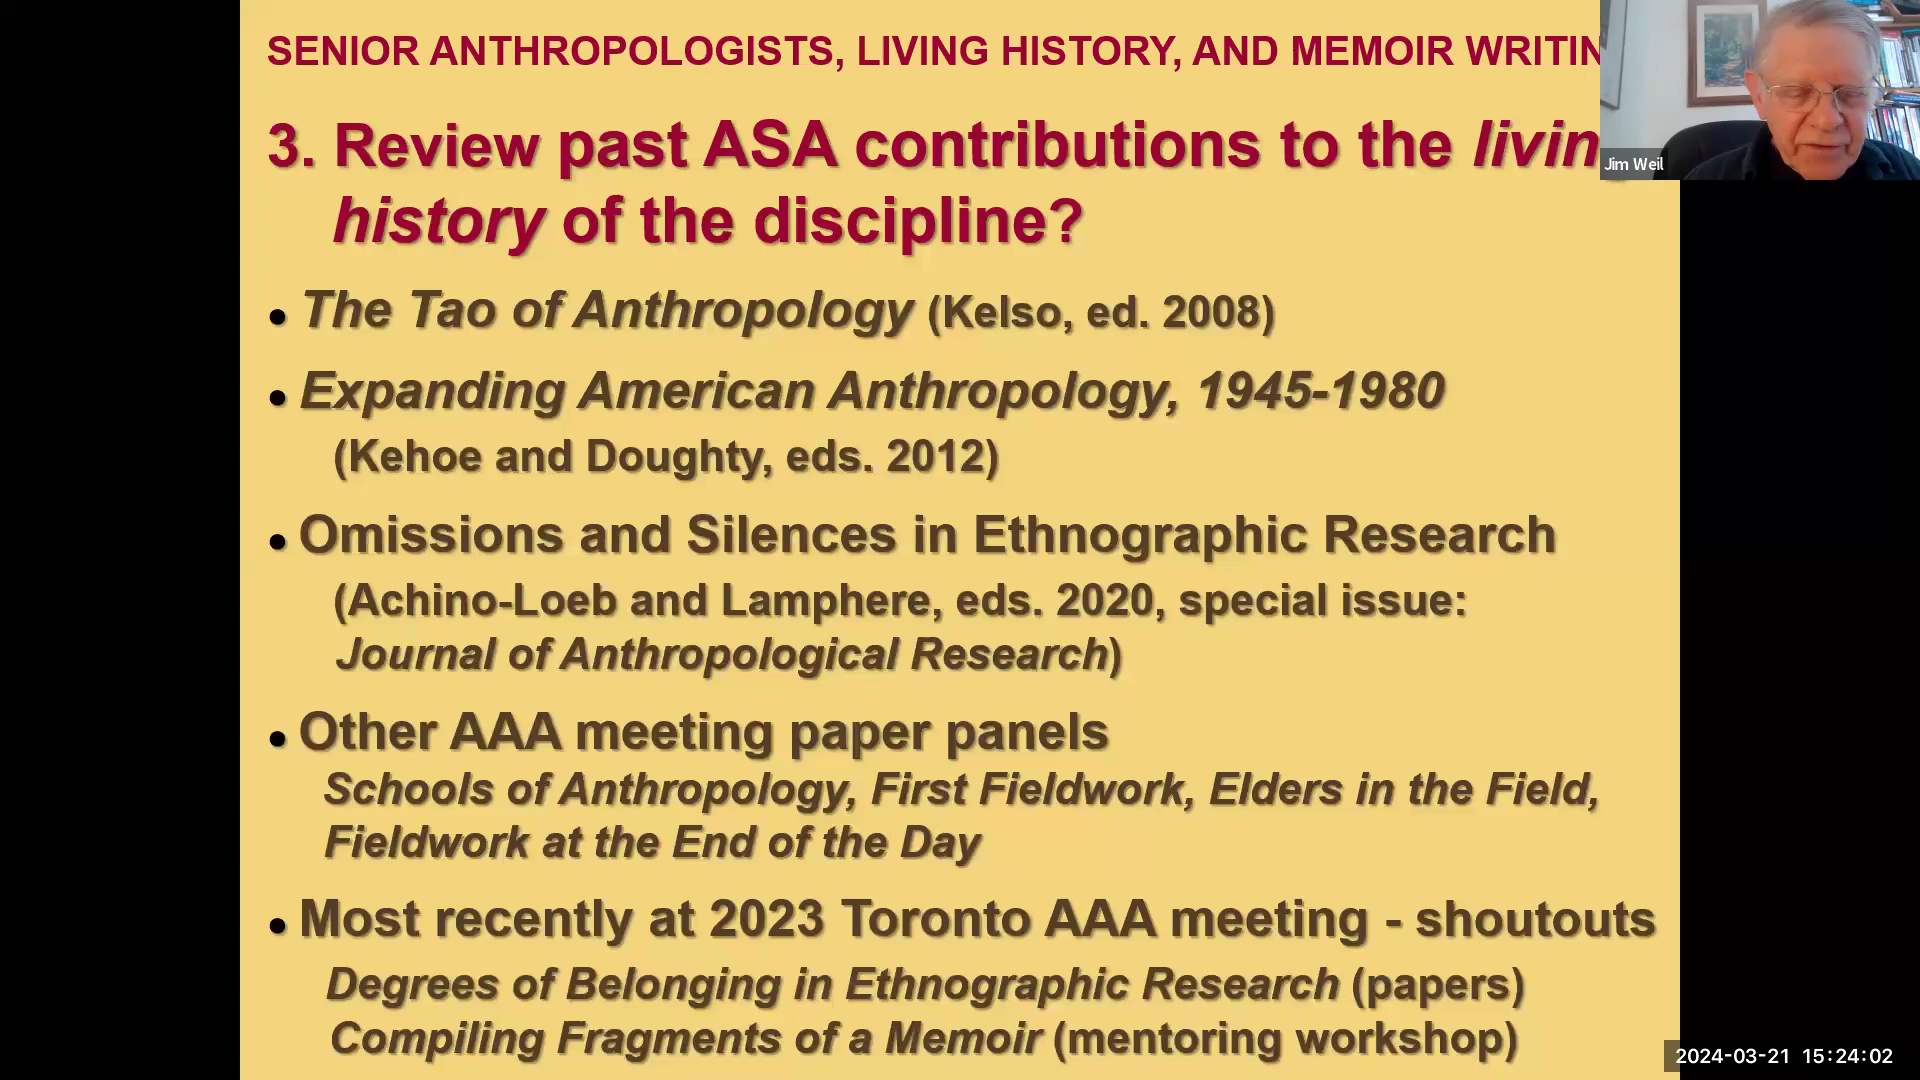 SENIOR ANTHROPOLOGISTS, LIVING HISTORY, AND MEMOIR WRITIN
3. Review past ASA contributions to the livin
history of the discipline?
Jim Weil
• The Tao of Anthropology (Kelso, ed. 2008)
• Expanding American Anthropology, 1945-1980
(Kehoe and Doughty, eds. 2012)
• Omissions and Silences in Ethnographic Research
(Achino-Loeb and Lamphere, eds. 2020, special issue:
Journal of Anthropological Research)
• Other AAA meeting paper panels
Schools of Anthropology, First Fieldwork, Elders in the Field,
Fieldwork at the End of the Day
• Most recently at 2023 Toronto AAA meeting - shoutouts
Degrees of Belonging in Ethnographic Research (papers)
Compiling Fragments of a Memoir (mentoring workshop)
2024-03-21 15:24:02